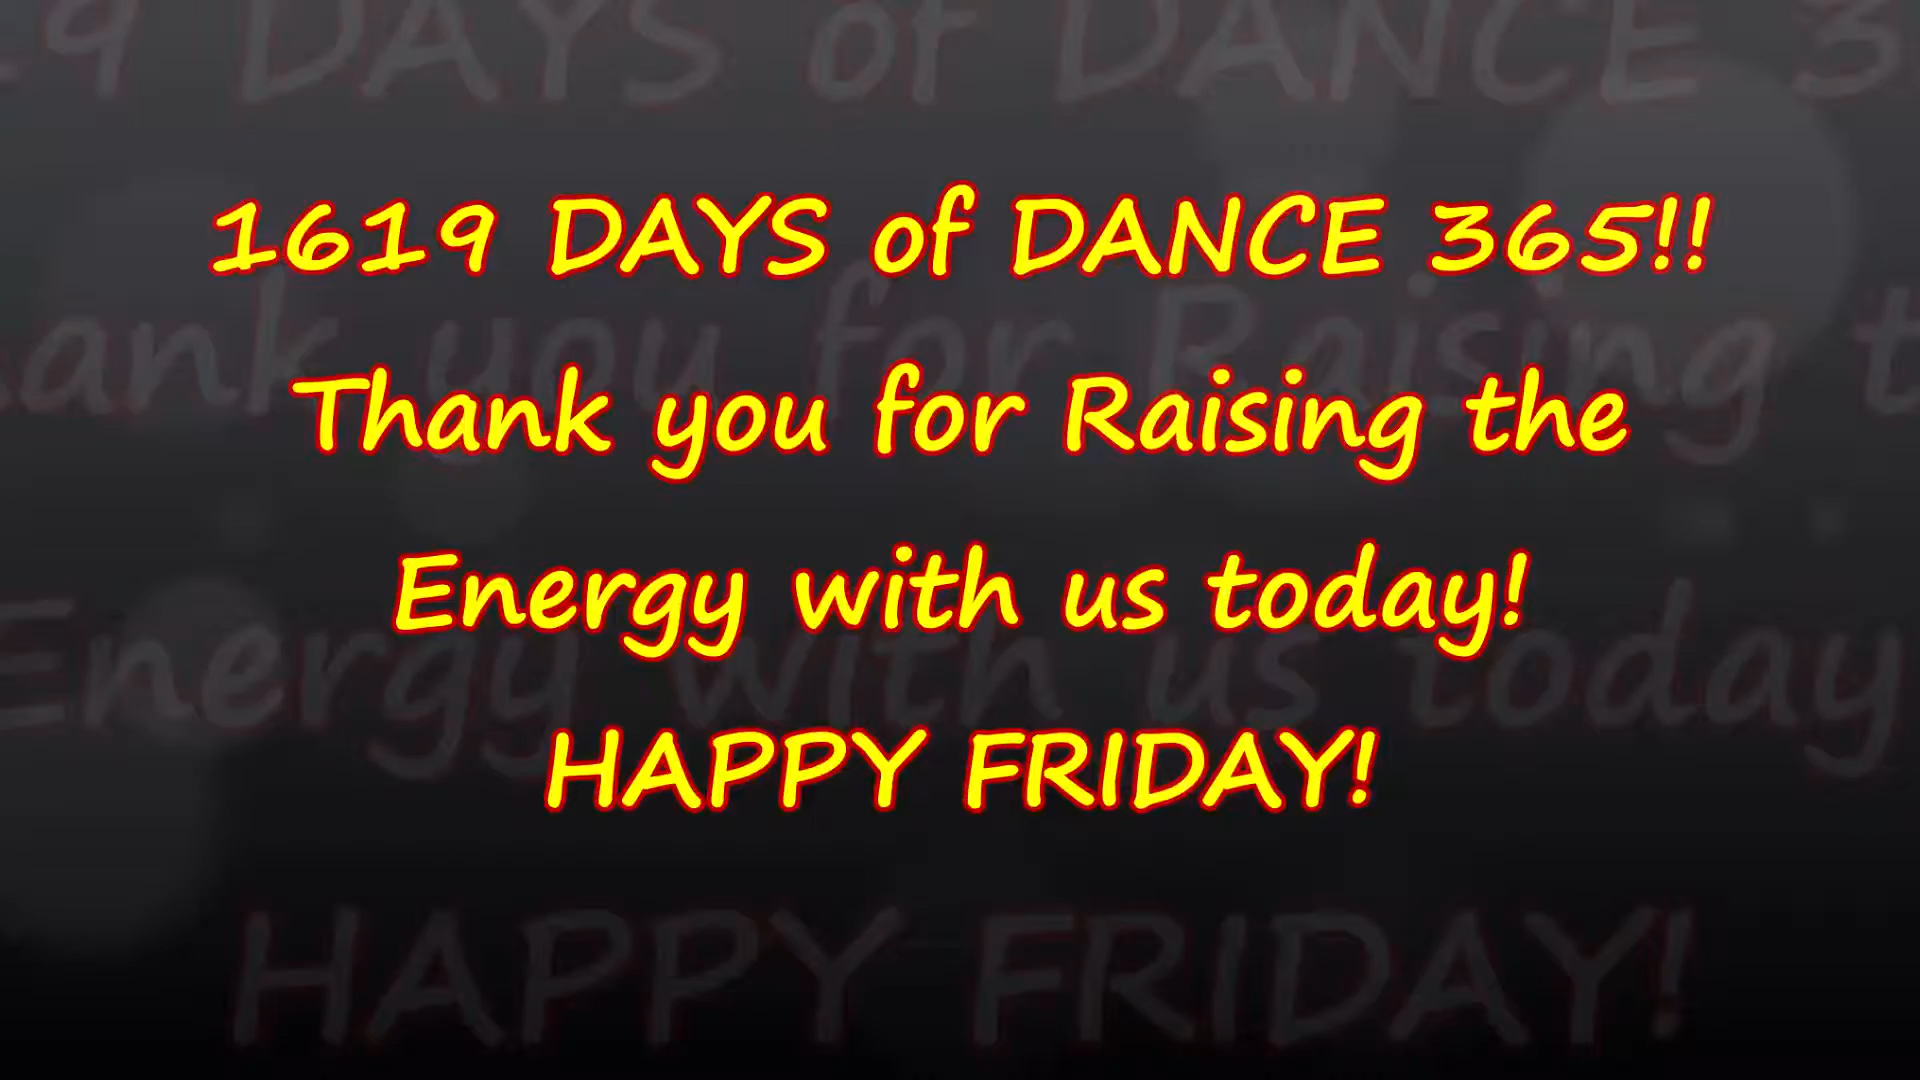 1619 DAYS of DANCE 365!!
Thank you for Raising the
Energy with us today!
HAPPY FRIDAY!